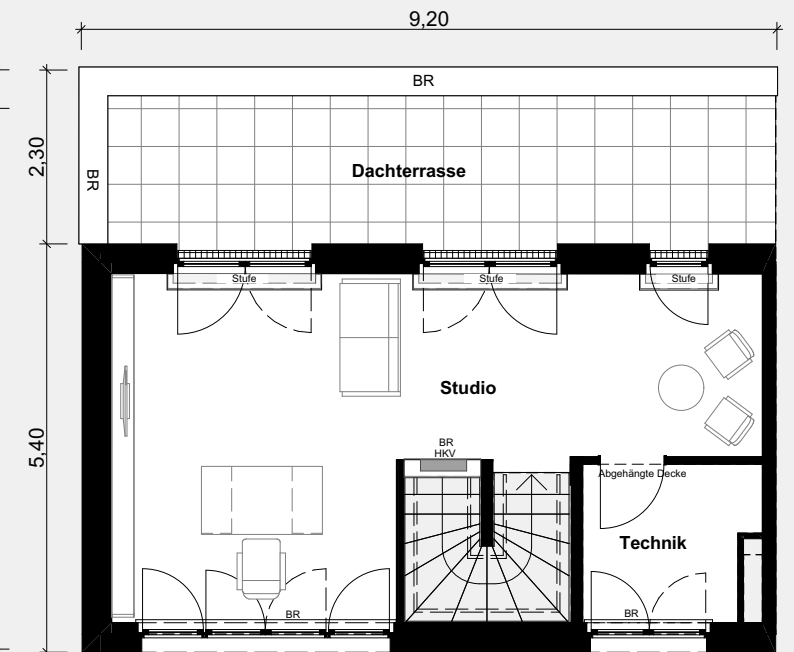 9,20
BR
2,30
BR
Dachterrasse
Stufe
Stufe
Stufe
Studio
5,40
BR
HKV
Abgehängte Decke
Technik
BR
BR